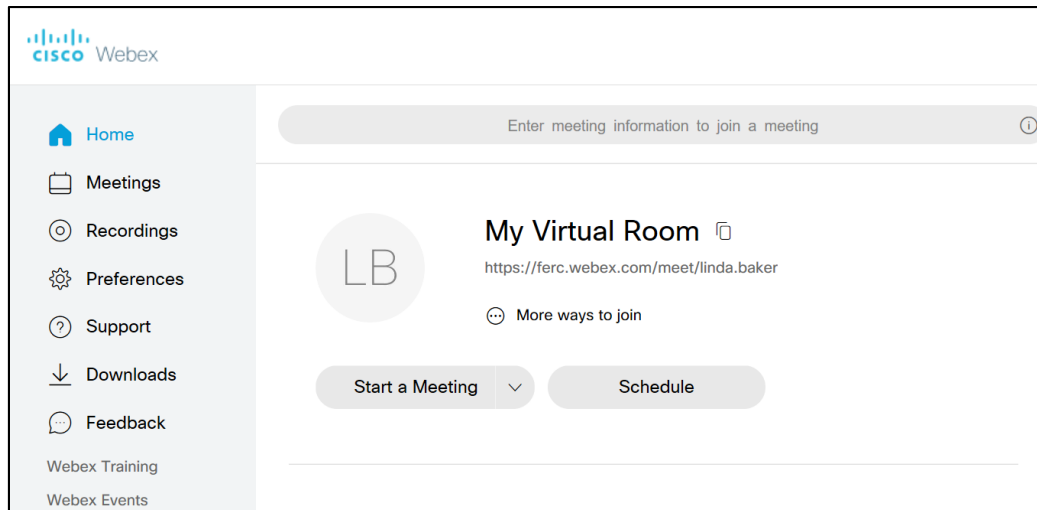 cisco Webex
Home
Meetings
Recordings
Preferences
Support
Downloads
Feedback
Webex Training
Webex Events
Enter meeting information to join a meeting
LB
My Virtual Room
https://ferc.webex.com/meet/linda.baker
More ways to join
Start a Meeting
Schedule